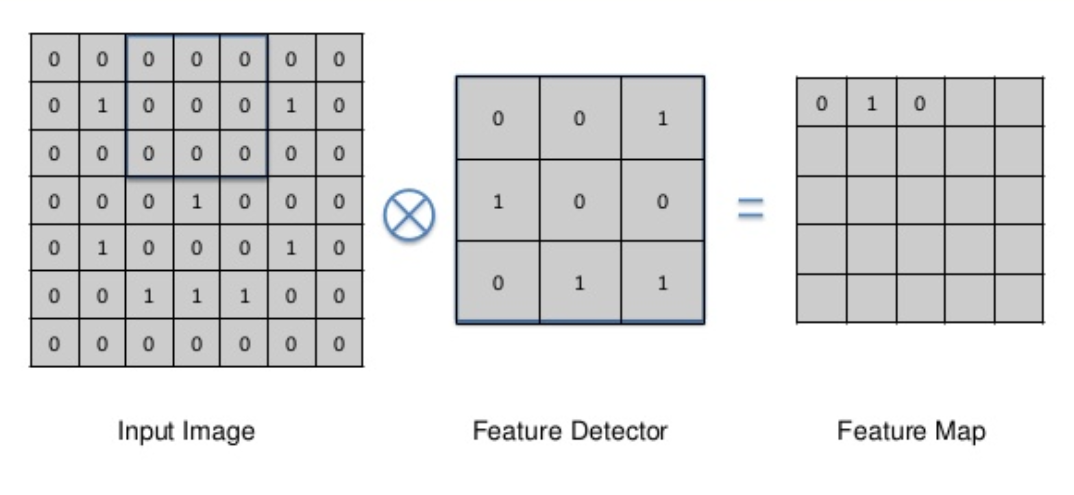 0 0 0 0 0 0 0
0 1 0 0 0 1 0
0 0 0 0 0 0 0
0 0 0 1 0 0 0
0 1 0 0 0 1 0
0 0 1 1 1 0 0
0 0 0 0 0 0 0
Input Image
0 0 1
1 0 0
0 1 1
Feature Detector
=
0 1 0
Feature Map